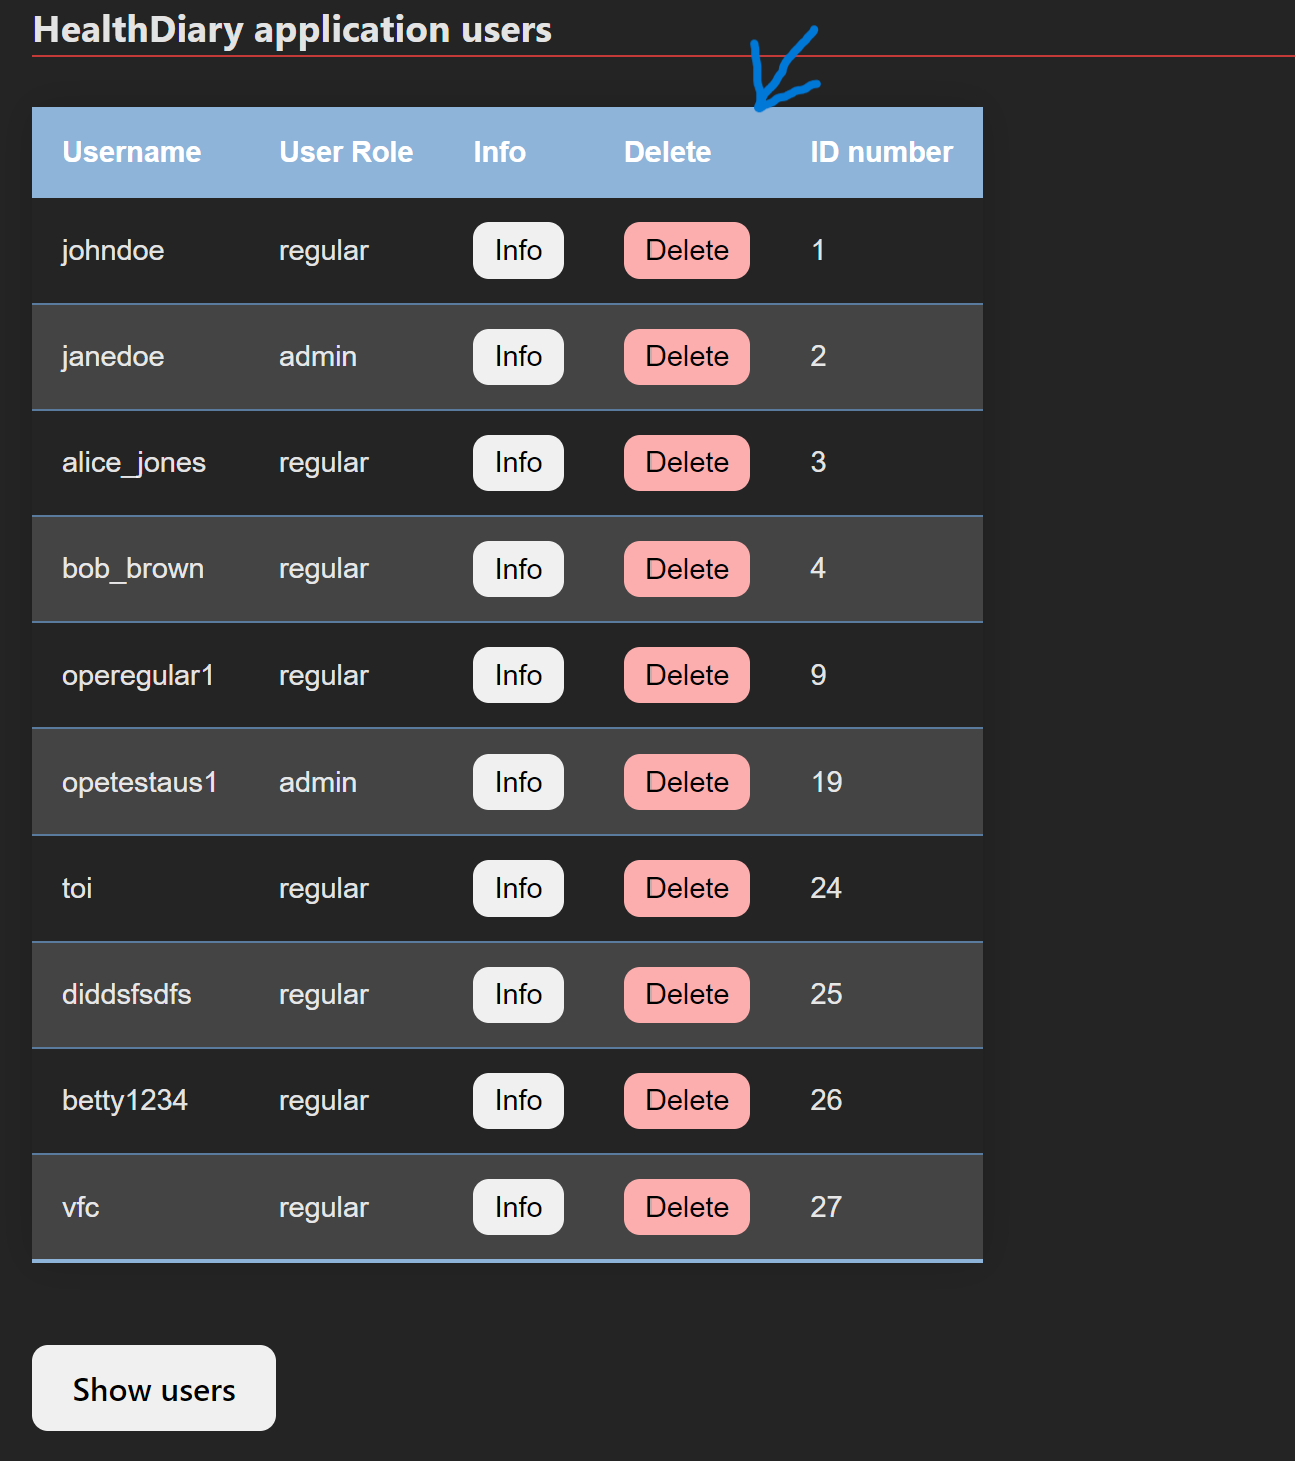 HealthDiary application users
Username User Role Info Delete ID number
johndoe regular Info Delete 1
janedoe admin Info Delete 2
alice_jones regular Info Delete 3
bob_brown regular Info Delete 4
operegular1 regular Info Delete 9
opetestaus1 admin Info Delete 19
toi regular Info Delete 24
diddsfsdfs regular Info Delete 25
betty1234 regular Info Delete 26
vfc regular Info Delete 27
Show users